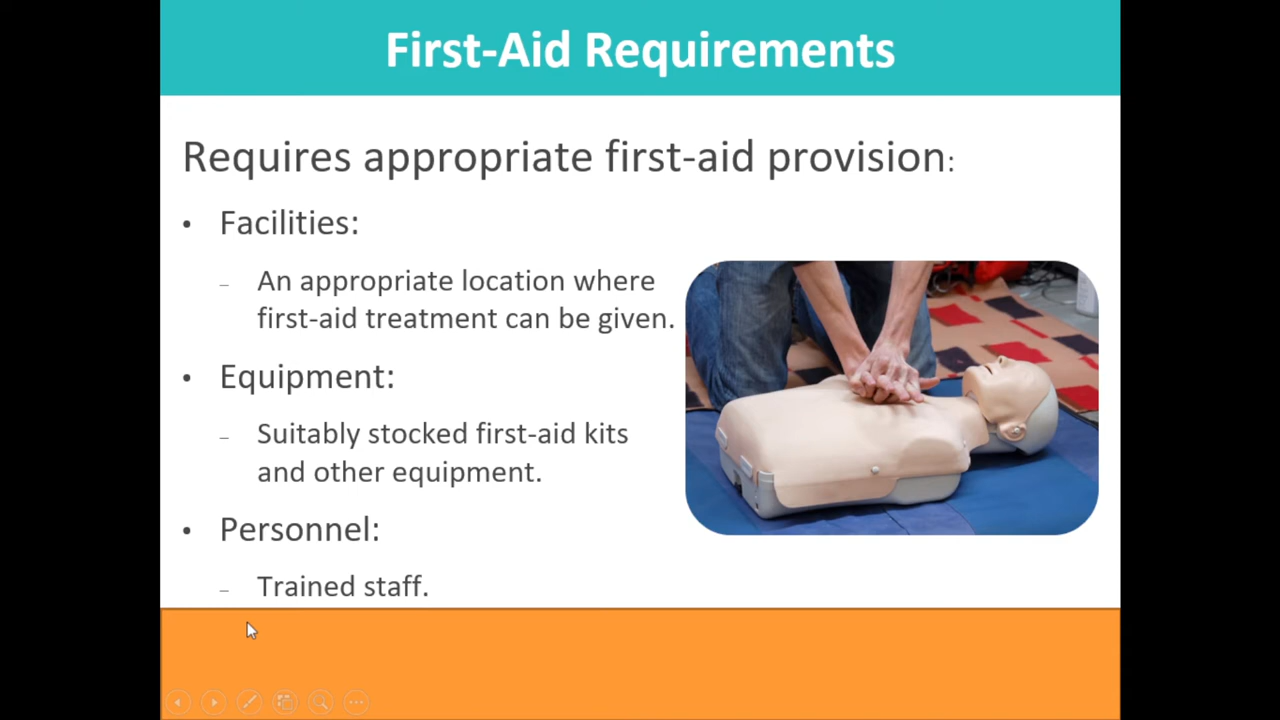 First-Aid Requirements
Requires appropriate first-aid provision:
• Facilities:
– An appropriate location where
first-aid treatment can be given.
• Equipment:
– Suitably stocked first-aid kits
and other equipment.
• Personnel:
– Trained staff.